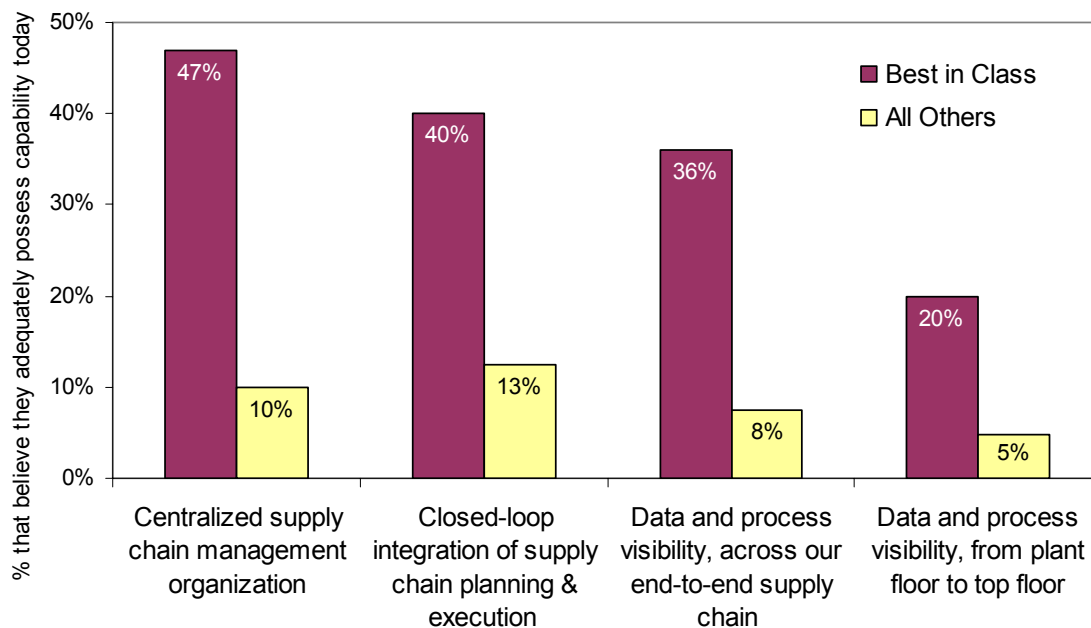 % that believe they adequately possess capability today
50%
40%
30%
20%
10%
0%
47%
10%
40%
13%
36%
8%
20%
5%
Best in Class
All Others
Centralized supply
chain management
organization
Closed-loop
integration of supply
chain planning &
execution
Data and process
visibility, across our
end-to-end supply
chain
Data and process
visibility, from plant
floor to top floor